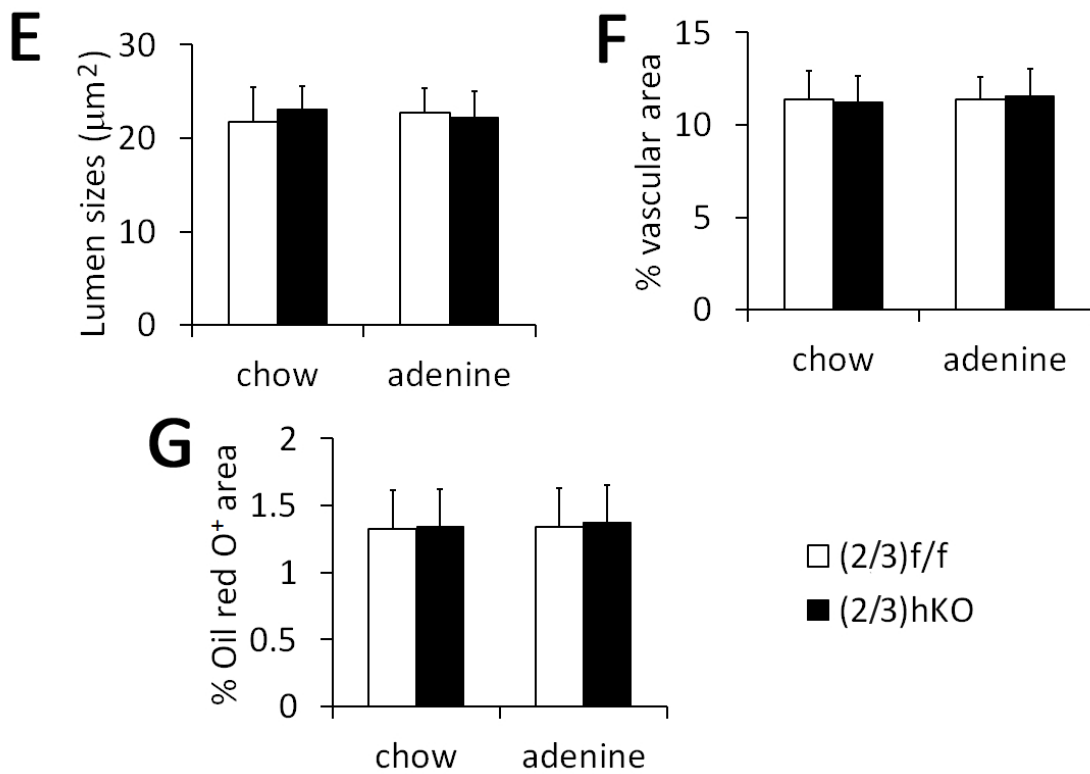 E
Lumen sizes (µm²)
30
20
10
0
chow adenine
F
% vascular area
15
10
5
0
chow adenine
G
% Oil red O⁺ area
2
1.5
1
0.5
0
chow adenine
(2/3)f/f
(2/3)hKO